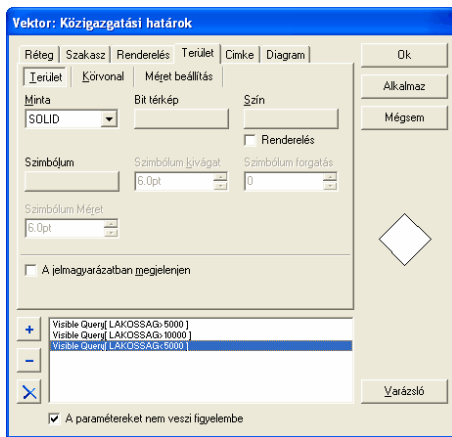 Vektor: Közigazgatási határok
Réteg Szakasz Renderelés Terület Cimke Diagram
Ok
Terület Körvonal Méret beállítás
Alkalmaz
Minta Bit térkép Szín
SOLID
Mégsem
Renderelés
Szimbólum Szimbólum kivágat Szimbólum forgatás
6.0pt 0
Szimbólum Méret
6.0pt
A jelmagyarázatban megjelenjen
+
Visible Query[ LAKOSSAG>5000 ]
Visible Query[ LAKOSSAG>10000 ]
Visible Query[ LAKOSSAG<5000 ]
Varázsló
A paramétereket nem veszi figyelembe